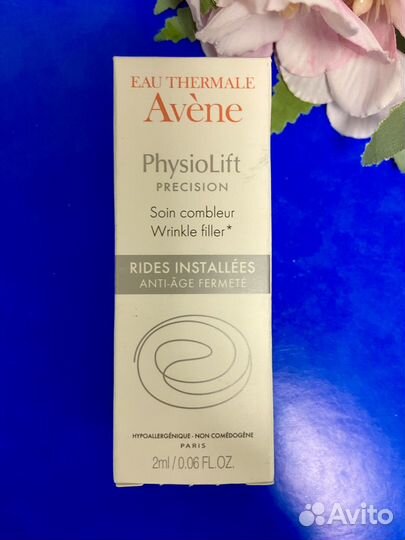 EAU THERMALE
Avène
PhysioLift
PRECISION
Soin combleur
Wrinkle filler*
RIDES INSTALLÉES
ANTI-ÂGE FERMETÉ
HYPOALLERGÉNIQUE - NON COMÉDOGÈNE
PARIS
2ml / 0.06 FL.OZ.
Avito